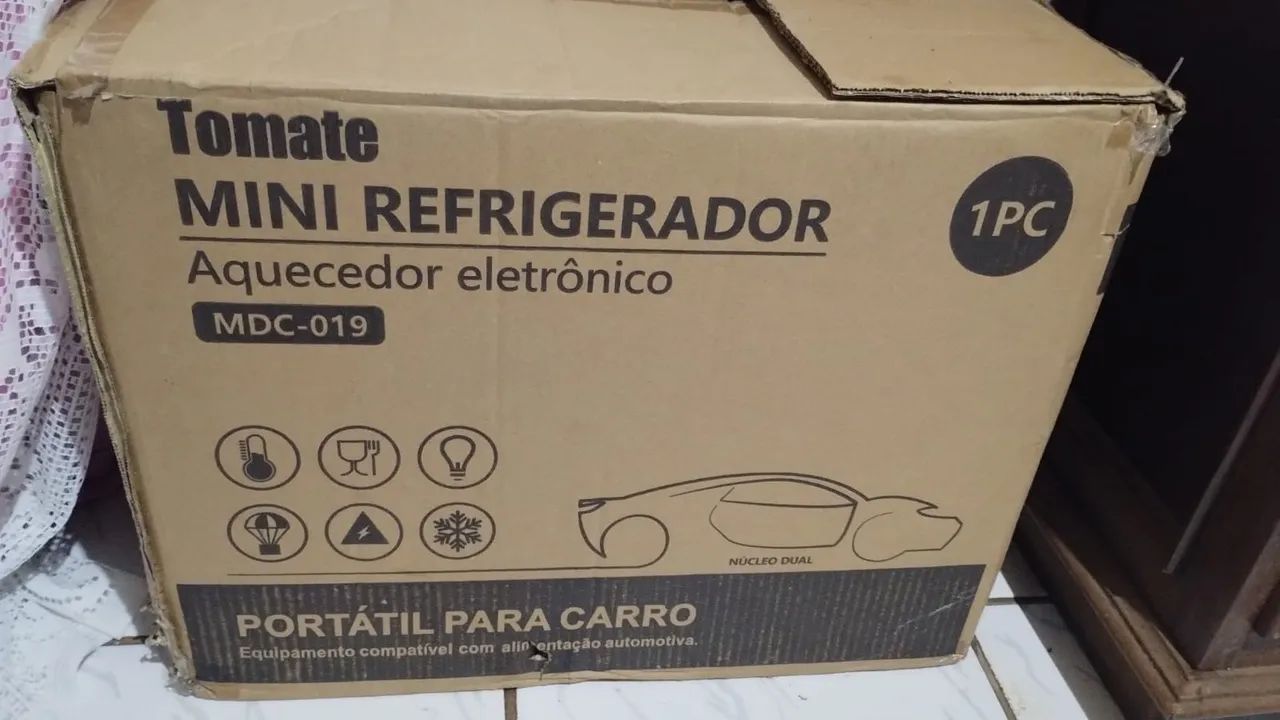 Tomate
MINI REFRIGERADOR
1PC
Aquecedor eletrônico
MDC-019
NÚCLEO DUAL
PORTÁTIL PARA CARRO
Equipamento compatível com alimentação automotiva.